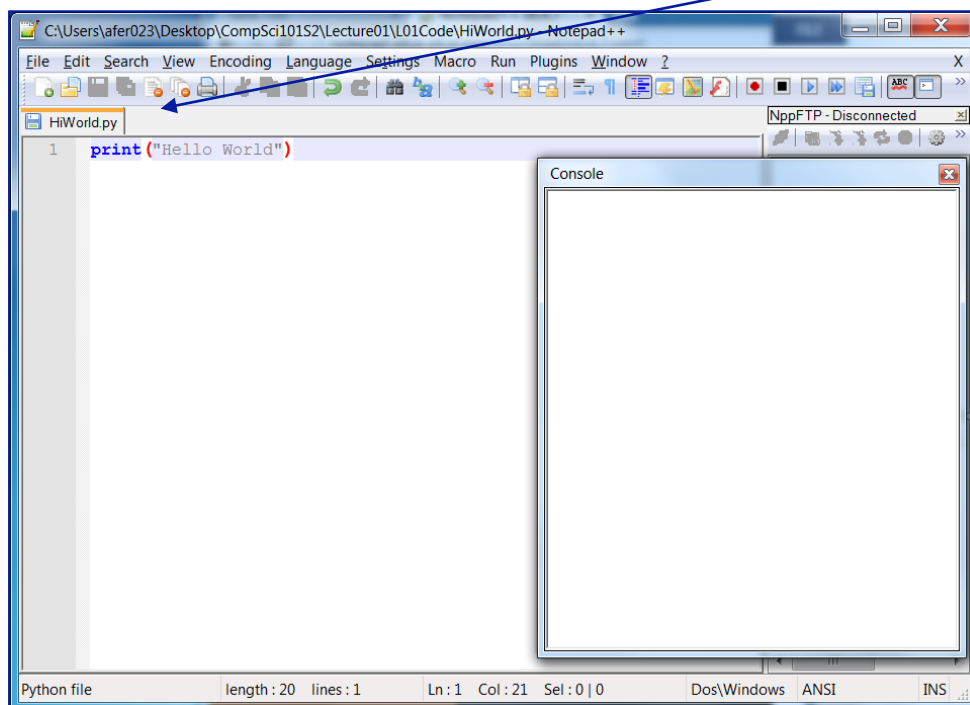 C:\Users\afer023\Desktop\CompSci101S2\Lecture01\L01Code\HiWorld.py - Notepad++
File Edit Search View Encoding Language Settings Macro Run Plugins Window ? X
ABC
HiWorld.py
NppFTP - Disconnected
1 print("Hello World")
Console
Python file length : 20 lines : 1 Ln : 1 Col : 21 Sel : 0 | 0 Dos\Windows ANSI INS